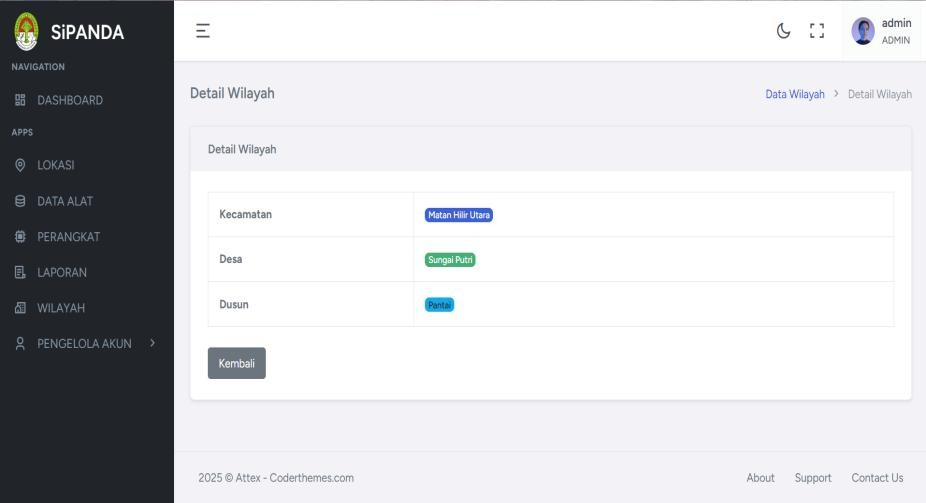 SiPANDA
NAVIGATION
DASHBOARD
APPS
LOKASI
DATA ALAT
PERANGKAT
LAPORAN
WILAYAH
PENGELOLA AKUN
admin
ADMIN
Detail Wilayah
Data Wilayah > Detail Wilayah
Detail Wilayah
Kecamatan Matan Hilir Utara
Desa Sungai Putri
Dusun Pantai
Kembali
2025 © Attex - Coderthemes.com
About Support Contact Us